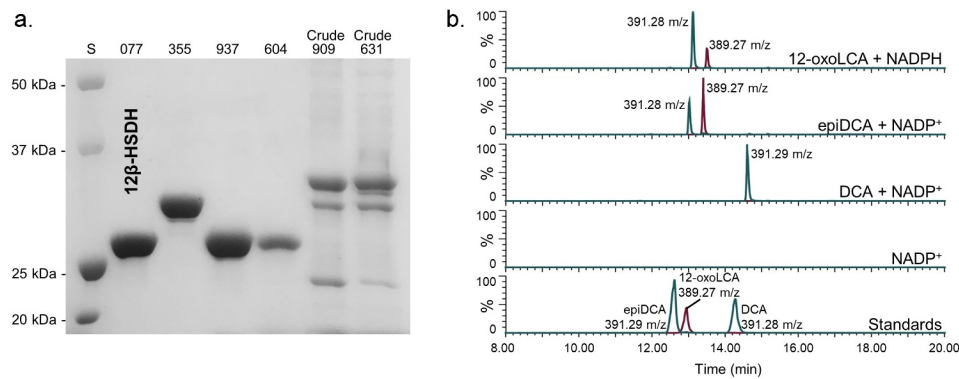 a.
S 077 355 937 604 Crude 909 Crude 631
50 kDa -
37 kDa -
25 kDa -
20 kDa -
12β-HSDH
b.
100
%
0
391.28 m/z
389.27 m/z
12-oxoLCA + NADPH
100
%
0
391.28 m/z
389.27 m/z
epiDCA + NADP⁺
100
%
0
391.29 m/z
DCA + NADP⁺
100
%
0
NADP⁺
100
%
0
12-oxoLCA
389.27 m/z
epiDCA
391.29 m/z
DCA
391.28 m/z
Standards
8.00 10.00 12.00 14.00 16.00 18.00 20.00
Time (min)